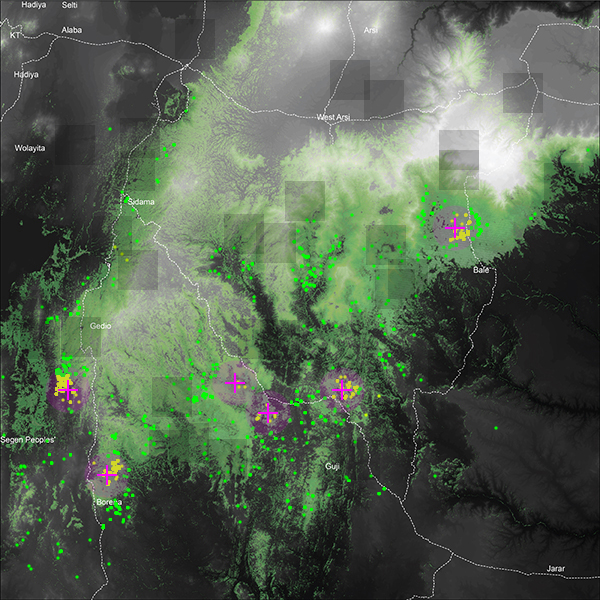 Hadiya
Selti
KT
Alaba
Arsi
Hadiya
West Arsi
Wolayita
Sidama
Bale
Gedio
Segen Peoples'
Guji
Borena
Jarar